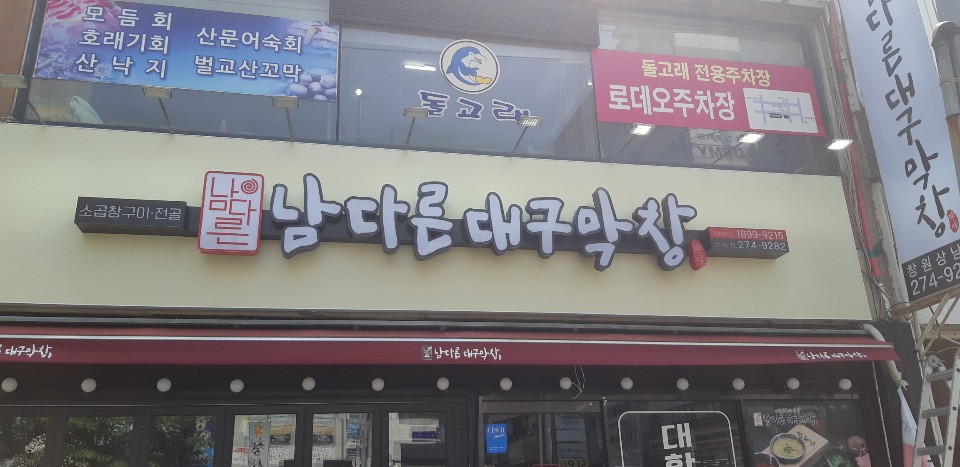 모듬회
호래기회 산문어숙회
산낙지 벌교산꼬막
돌고래
돌고래 전용주차장
로데오주차장
소곱창구이·전골
남다른
남다른대구막창
1899-9215
274-9282
남다른대구막창
창원상남
274-92
남다른대구막창
남다른대구막창
대구막창
대